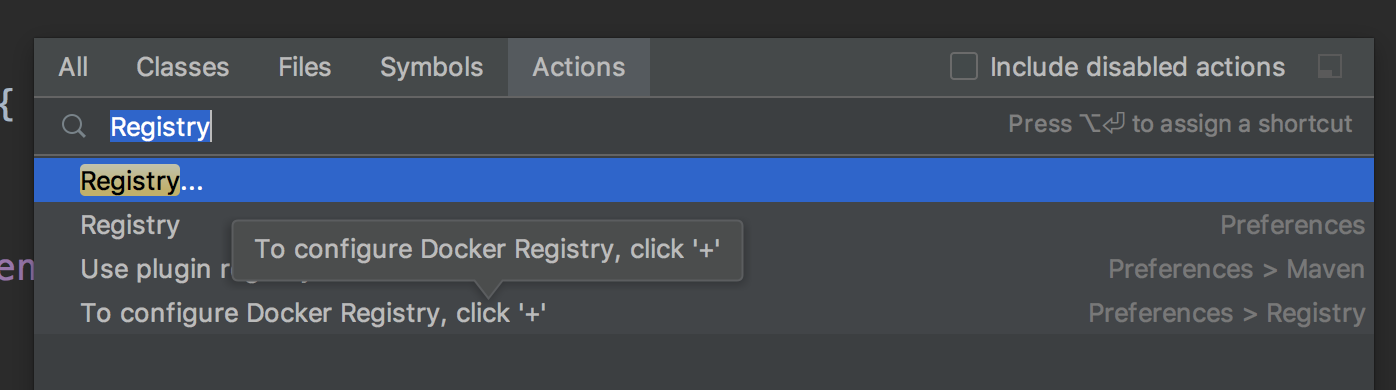 All Classes Files Symbols Actions Include disabled actions
{
Registry Press ⌥⏎ to assign a shortcut
Registry...
Registry Preferences
To configure Docker Registry, click '+'
en
Use plugin Preferences > Maven
To configure Docker Registry, click '+' Preferences > Registry